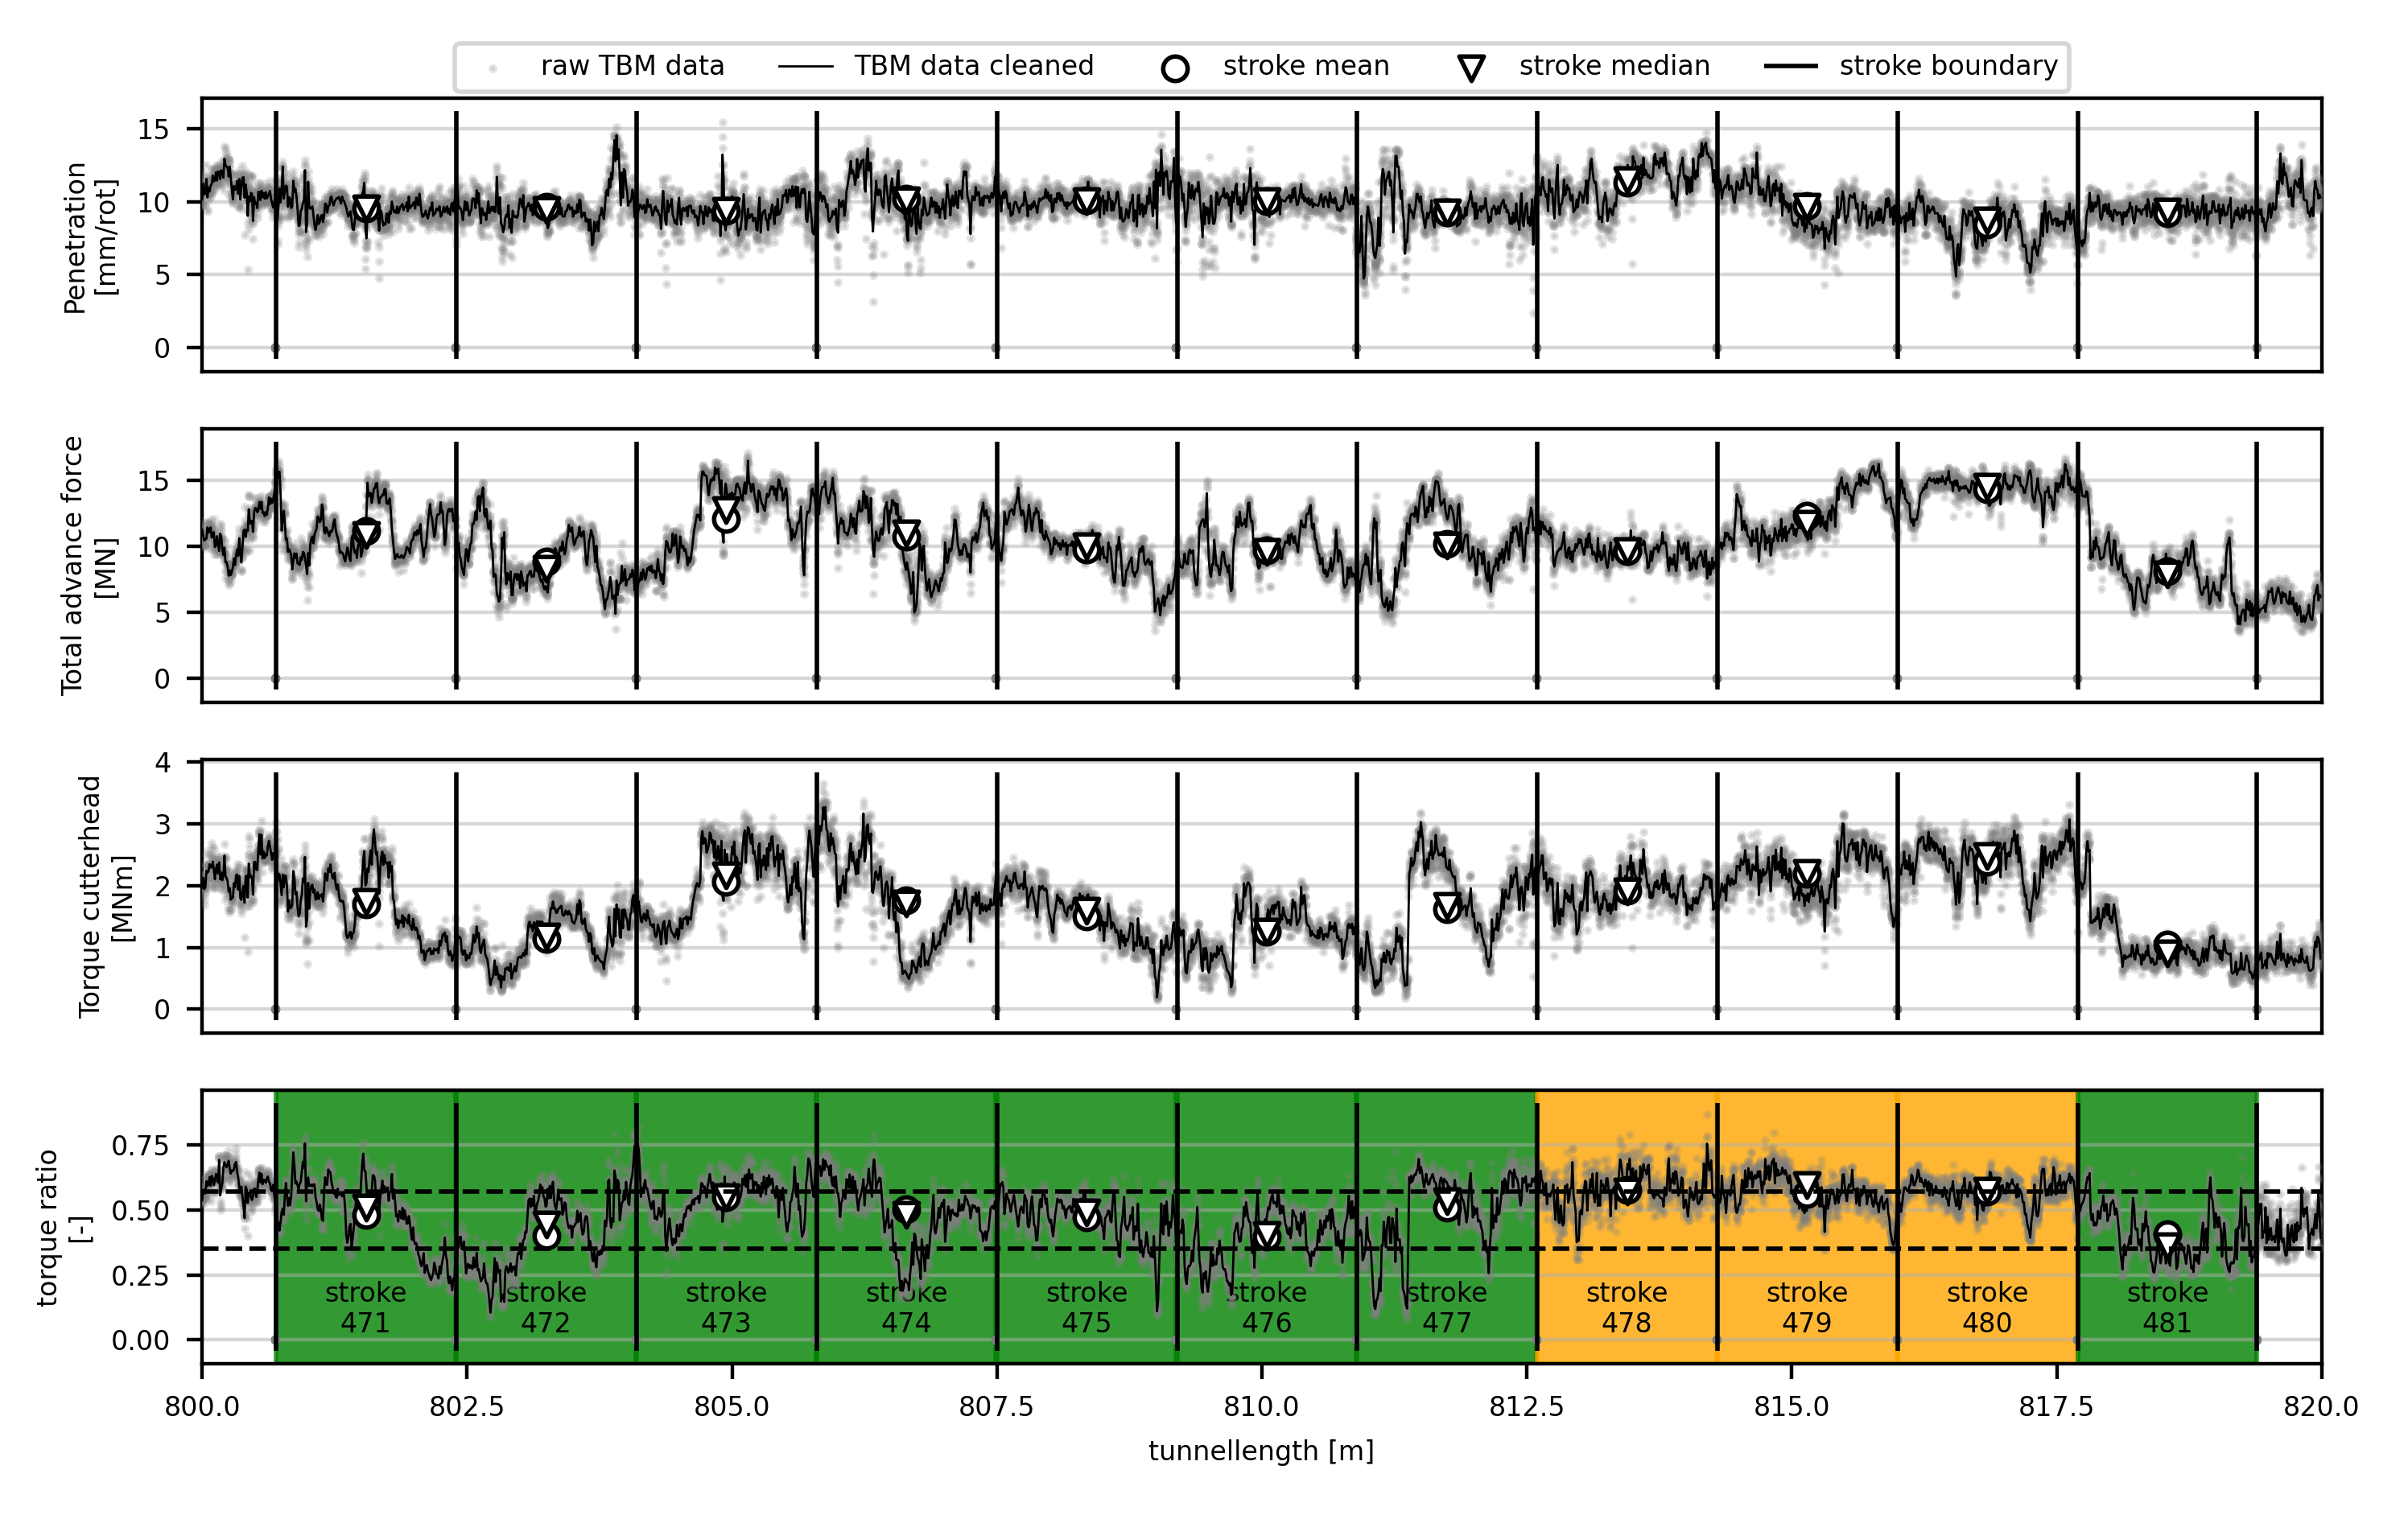 raw TBM data TBM data cleaned stroke mean stroke median stroke boundary
Penetration
[mm/rot]
15
10
5
0
Total advance force
[MN]
15
10
5
0
Torque cutterhead
[MNm]
4
3
2
1
0
torque ratio
[-]
0.75
0.50
0.25
0.00
stroke
471
stroke
472
stroke
473
stroke
474
stroke
475
stroke
476
stroke
477
stroke
478
stroke
479
stroke
480
stroke
481
800.0 802.5 805.0 807.5 810.0 812.5 815.0 817.5 820.0
tunnellength [m]